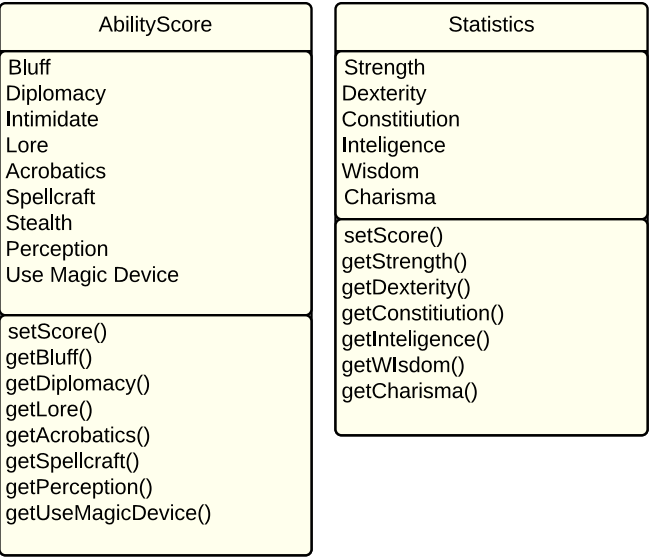 AbilityScore
Bluff
Diplomacy
Intimidate
Lore
Acrobatics
Spellcraft
Stealth
Perception
Use Magic Device
setScore()
getBluff()
getDiplomacy()
getLore()
getAcrobatics()
getSpellcraft()
getPerception()
getUseMagicDevice()
Statistics
Strength
Dexterity
Constitiution
Inteligence
Wisdom
Charisma
setScore()
getStrength()
getDexterity()
getConstitiution()
getInteligence()
getWIsdom()
getCharisma()